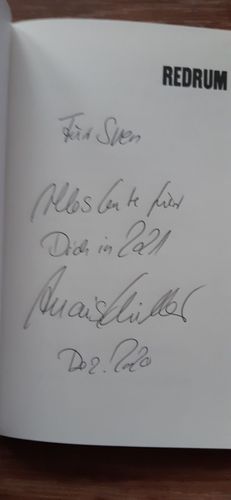 REDRUM
Für Sven
Alles Gute für
Dich in 2021
Dez. 2020